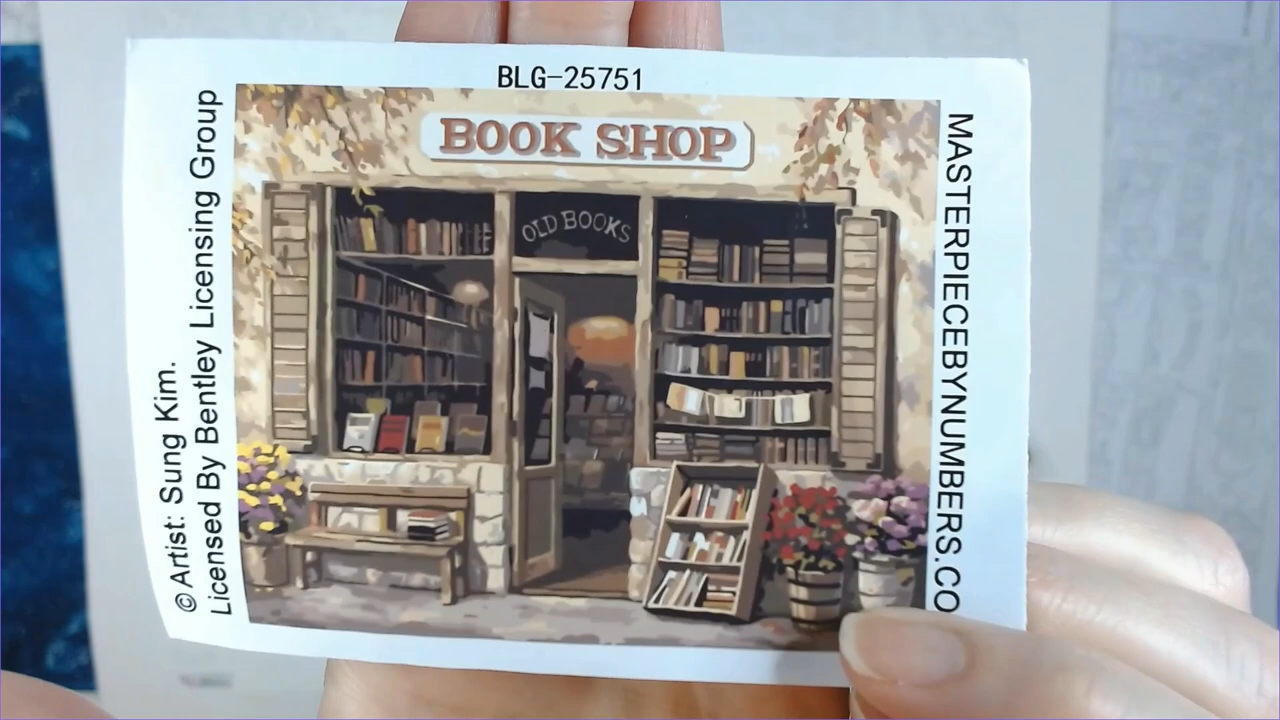 BLG-25751
BOOK SHOP
OLD BOOKS
© Artist: Sung Kim.
Licensed By Bentley Licensing Group
MASTERPIECEBYNUMBERS.CO